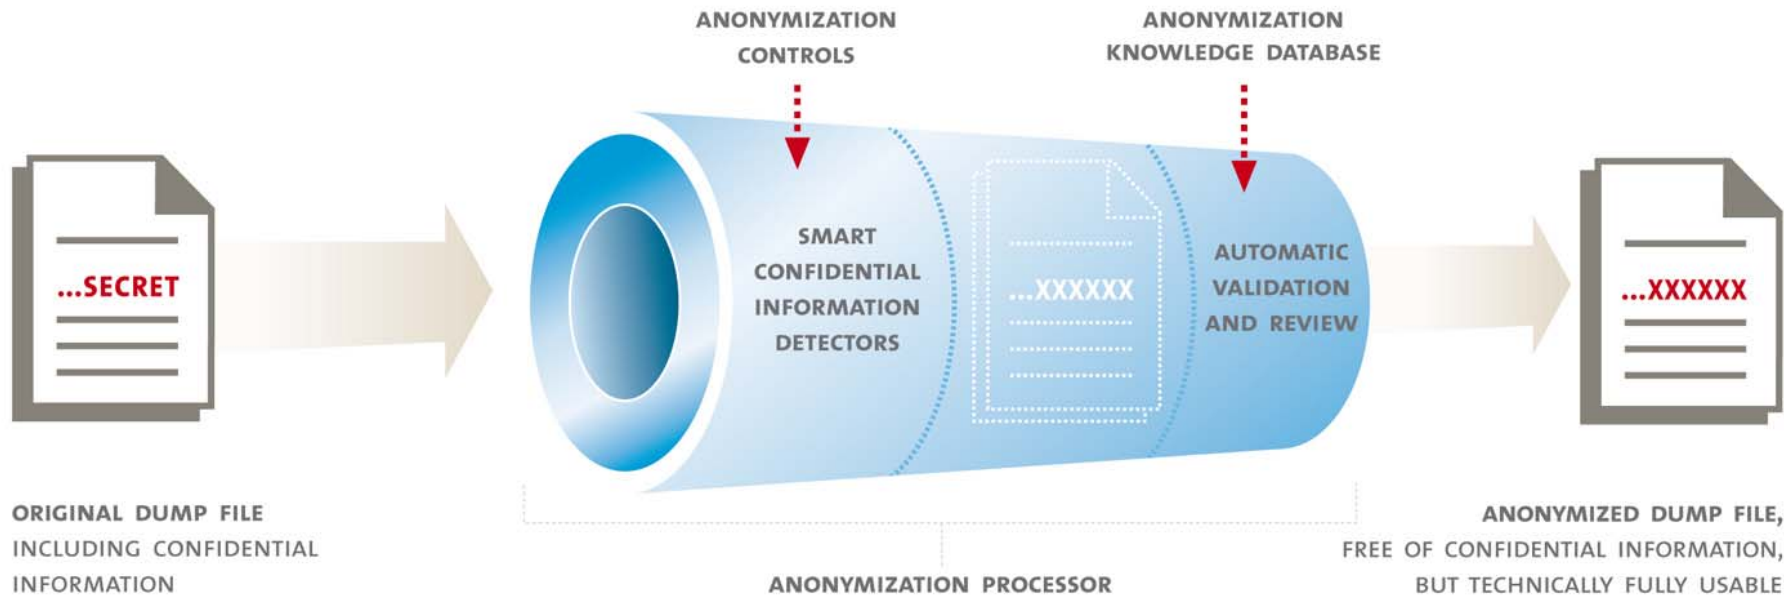 ANONYMIZATION
CONTROLS
ANONYMIZATION
KNOWLEDGE DATABASE
...SECRET
SMART
CONFIDENTIAL
INFORMATION
DETECTORS
...XXXXXX
AUTOMATIC
VALIDATION
AND REVIEW
...XXXXXX
ORIGINAL DUMP FILE
INCLUDING CONFIDENTIAL
INFORMATION
ANONYMIZATION PROCESSOR
ANONYMIZED DUMP FILE,
FREE OF CONFIDENTIAL INFORMATION,
BUT TECHNICALLY FULLY USABLE